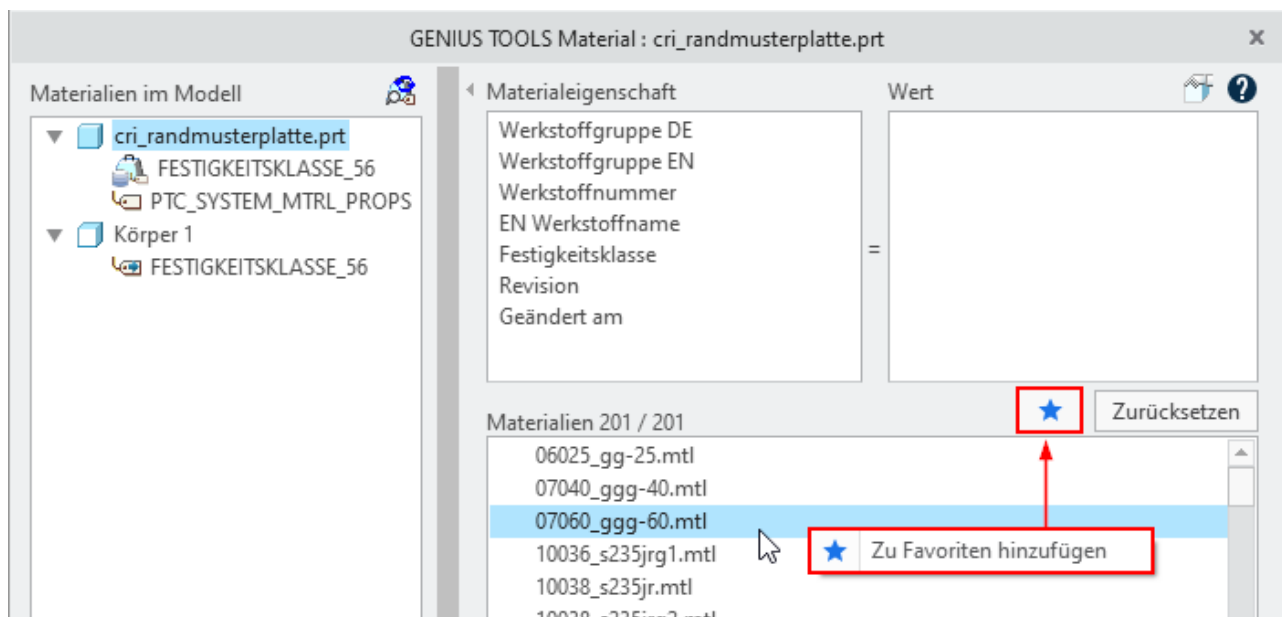 GENIUS TOOLS Material : cri_randmusterplatte.prt
Materialien im Modell
cri_randmusterplatte.prt
FESTIGKEITSKLASSE_56
PTC_SYSTEM_MTRL_PROPS
Körper 1
FESTIGKEITSKLASSE_56
Materialeigenschaft
Wert
Werkstoffgruppe DE
Werkstoffgruppe EN
Werkstoffnummer
EN Werkstoffname
Festigkeitsklasse
Revision
Geändert am
=
Zurücksetzen
Materialien 201 / 201
06025_gg-25.mtl
07040_ggg-40.mtl
07060_ggg-60.mtl
10036_s235jrg1.mtl
10038_s235jr.mtl
Zu Favoriten hinzufügen